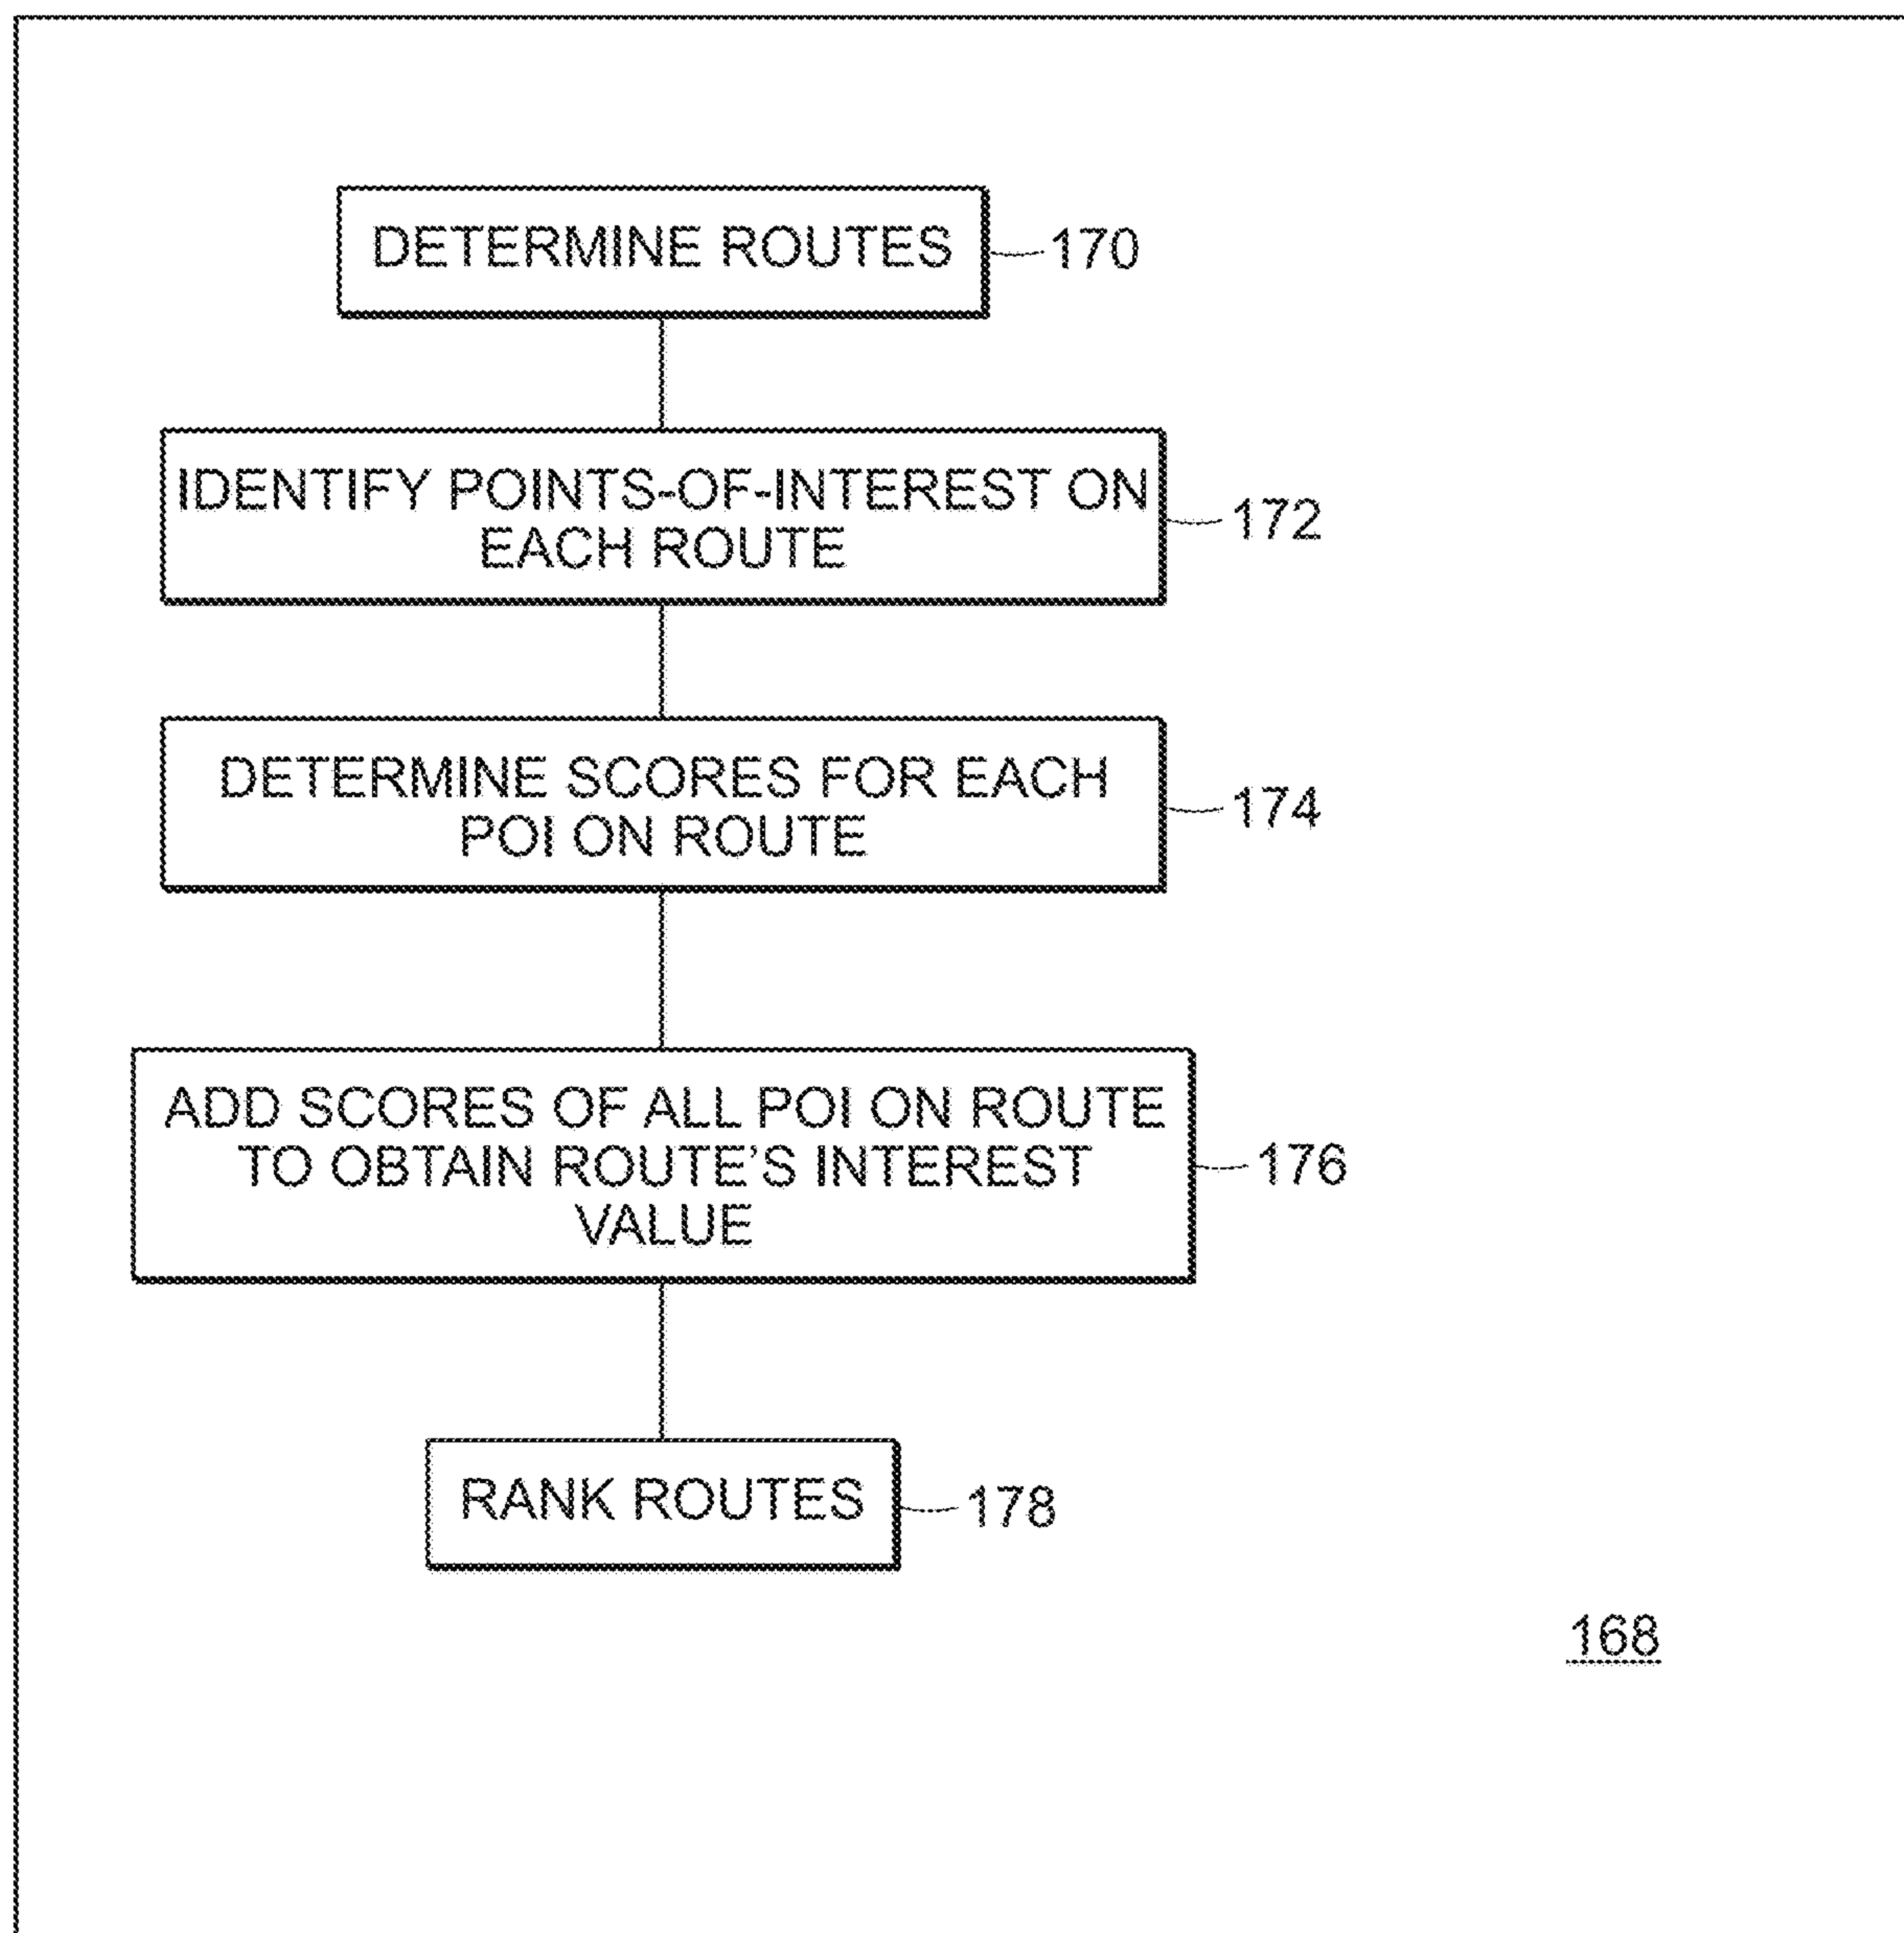 DETERMINE ROUTES
170
IDENTIFY POINTS-OF-INTEREST ON
EACH ROUTE
172
DETERMINE SCORES FOR EACH
POI ON ROUTE
174
ADD SCORES OF ALL POI ON ROUTE
TO OBTAIN ROUTE'S INTEREST
VALUE
176
RANK ROUTES
178
168